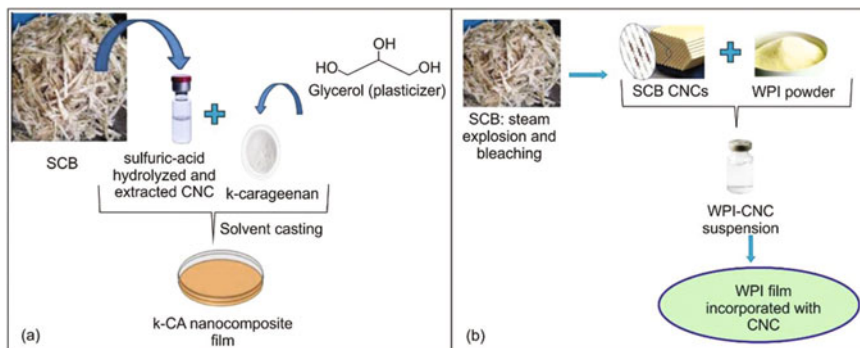 OH
HO
OH
Glycerol (plasticizer)
SCB
sulfuric-acid
hydrolyzed and
extracted CNC
k-carageenan
Solvent casting
k-CA nanocomposite
film
(a)
SCB: steam
explosion and
bleaching
SCB CNCs
WPI powder
WPI-CNC
suspension
WPI film
incorporated with
CNC
(b)